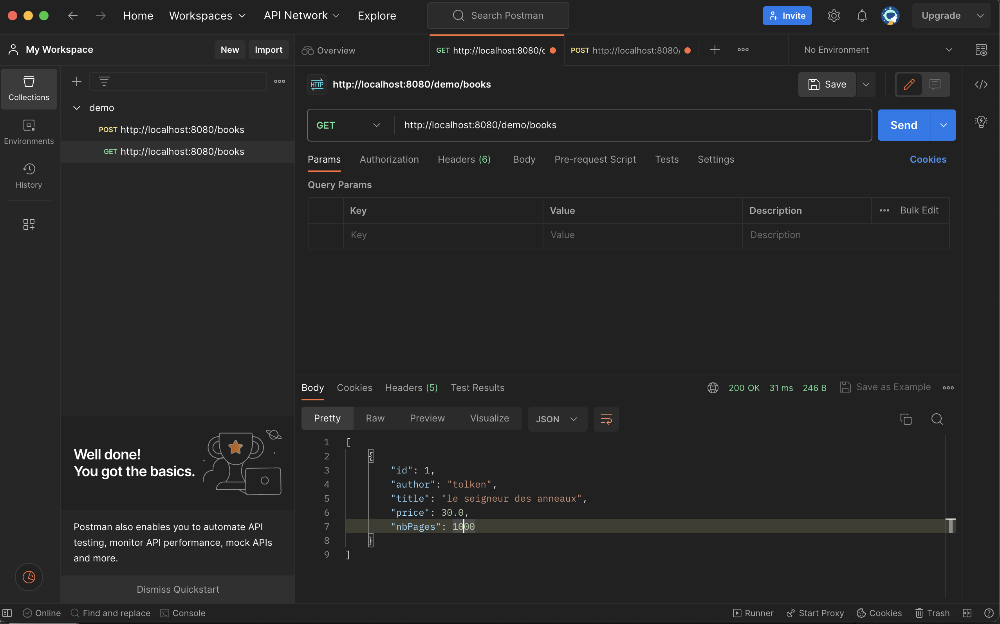 Home Workspaces API Network Explore Search Postman Invite Upgrade
My Workspace New Import Overview GET http://localhost:8080/c POST http://localhost:8080/ No Environment
Collections
Environments
History
demo
POST http://localhost:8080/books
GET http://localhost:8080/books
HTTP http://localhost:8080/demo/books Save
GET http://localhost:8080/demo/books Send
Params Authorization Headers (6) Body Pre-request Script Tests Settings Cookies
Query Params
Key Value Description Bulk Edit
Key Value Description
Body Cookies Headers (5) Test Results 200 OK 31 ms 246 B Save as Example
Pretty Raw Preview Visualize JSON
1 [
2 {
3 "id": 1,
4 "author": "tolken",
5 "title": "le seigneur des anneaux",
6 "price": 30.0,
7 "nbPages": 1000
8 }
9 ]
Well done!
You got the basics.
Postman also enables you to automate API
testing, monitor API performance, mock APIs
and more.
Dismiss Quickstart
Online Find and replace Console Runner Start Proxy Cookies Trash